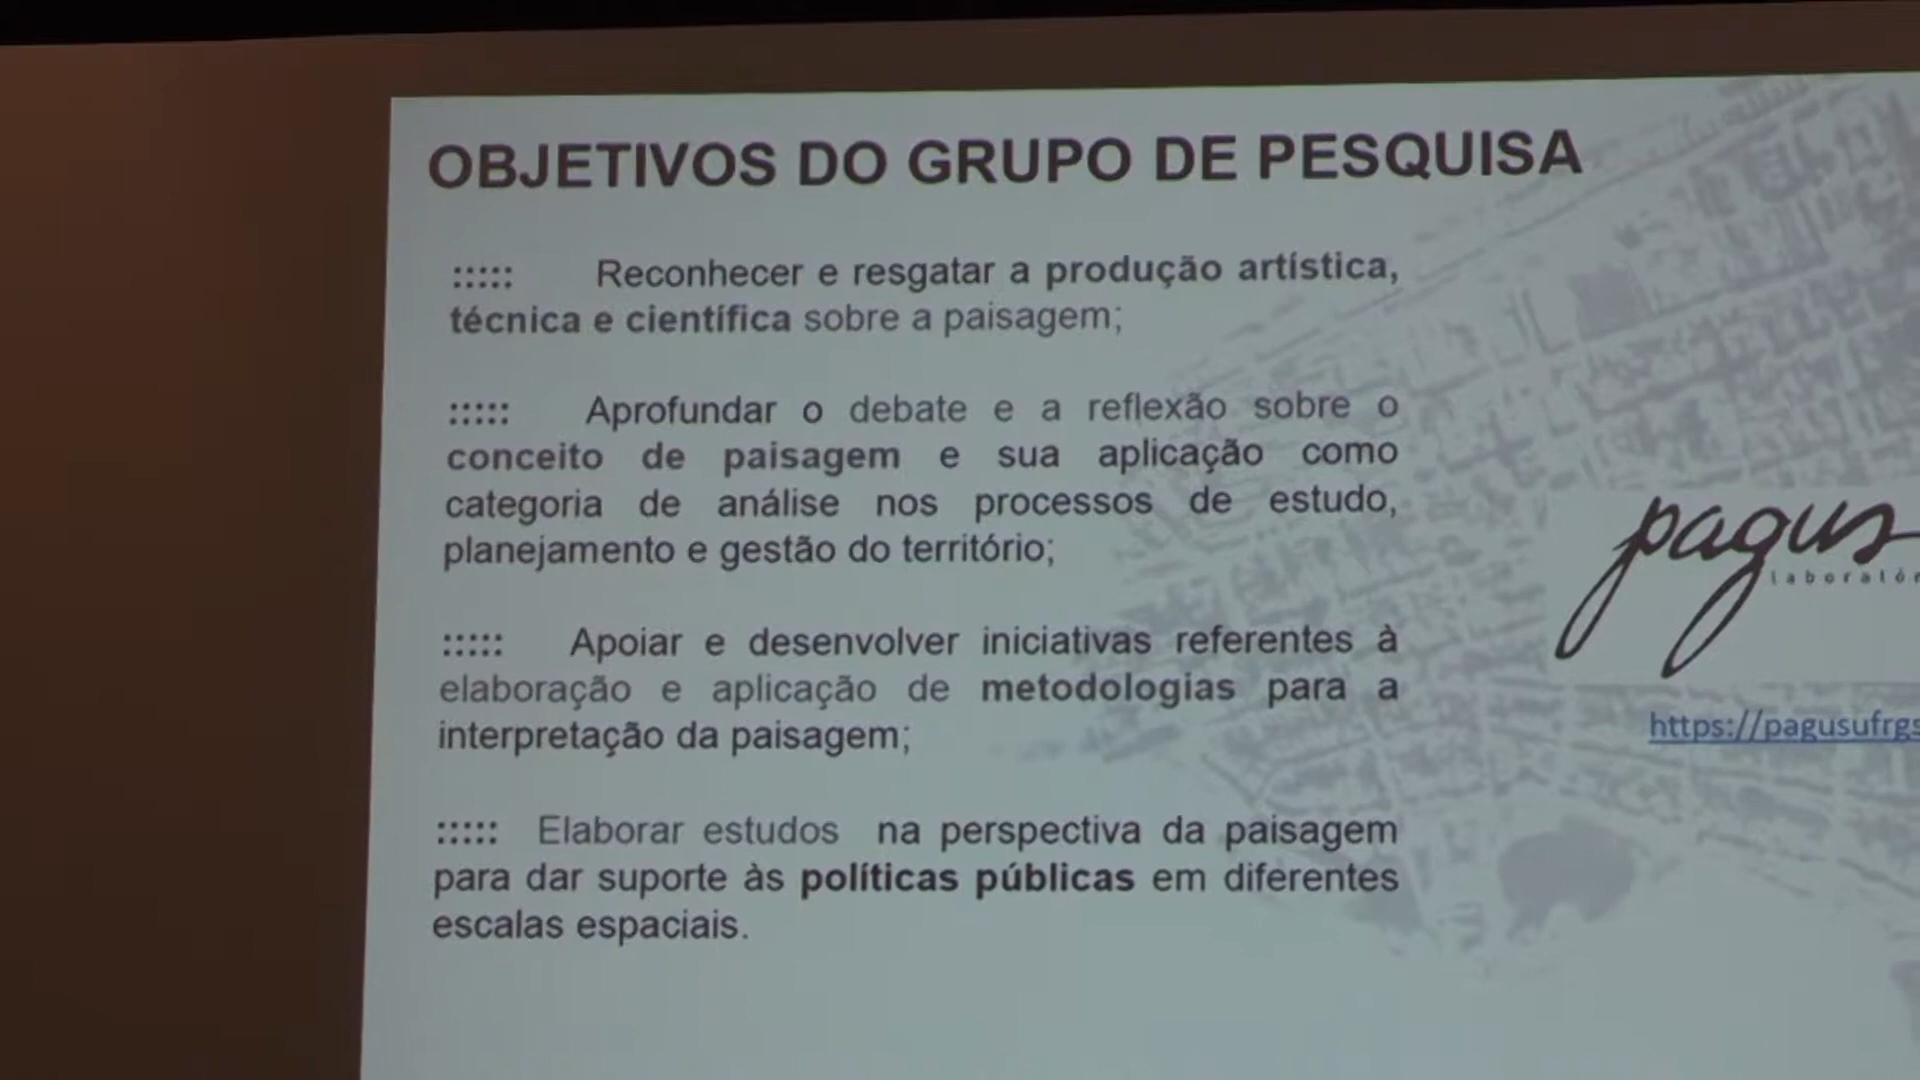 OBJETIVOS DO GRUPO DE PESQUISA
::::: Reconhecer e resgatar a produção artística,
técnica e científica sobre a paisagem;
::::: Aprofundar o debate e a reflexão sobre o
conceito de paisagem e sua aplicação como
categoria de análise nos processos de estudo,
planejamento e gestão do território;
::::: Apoiar e desenvolver iniciativas referentes à
elaboração e aplicação de metodologias para a
interpretação da paisagem;
::::: Elaborar estudos na perspectiva da paisagem
para dar suporte às políticas públicas em diferentes
escalas espaciais.
pagus
laboratór
https://pagusufrgs